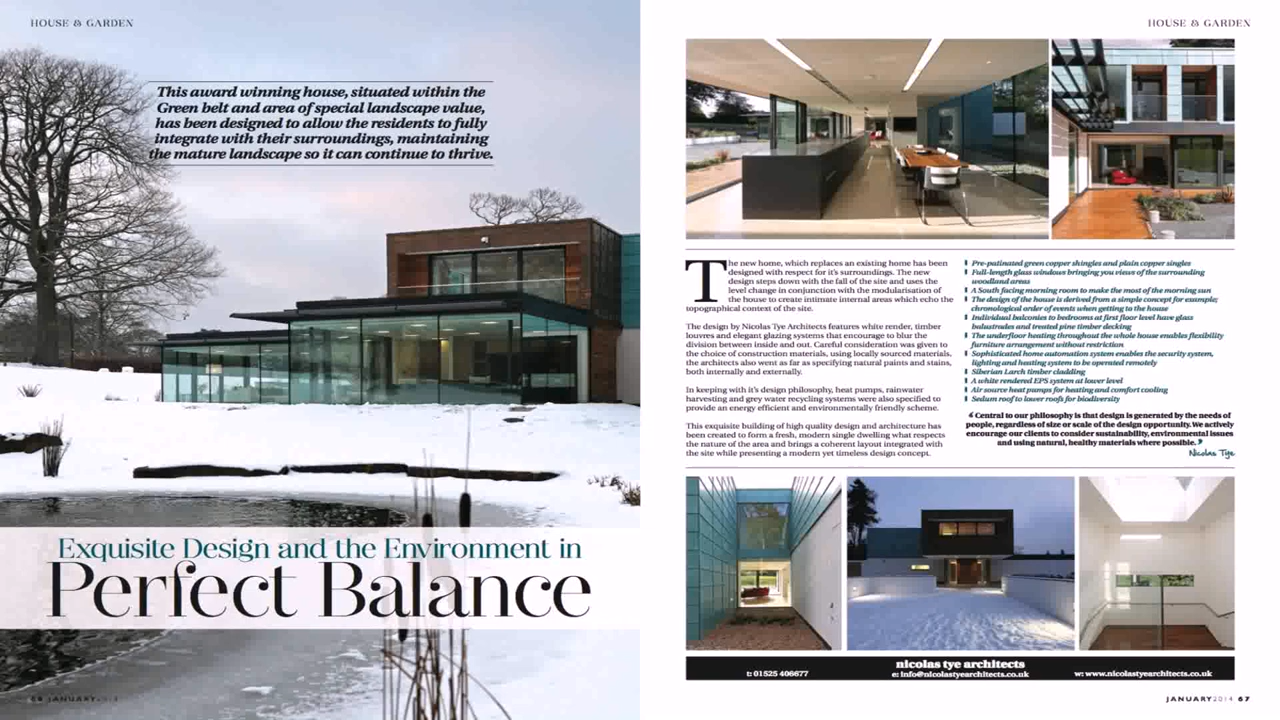 HOUSE & GARDEN
This award winning house, situated within the
Green belt and area of special landscape value,
has been designed to allow the residents to fully
integrate with their surroundings, maintaining
the mature landscape so it can continue to thrive.
Exquisite Design and the Environment in
Perfect Balance
JANUARY
HOUSE & GARDEN
The new home, which replaces an existing home has been
designed with respect for it's surroundings. The new
design steps down with the fall of the site and uses the
level change in conjunction with the modularisation of
the house to create intimate internal areas which echo the
topographical context of the site.
The design by Nicolas Tye Architects features white render, timber
louvres and elegant glazing systems that encourage to blur the
division between inside and out. Careful consideration was given to
the choice of construction materials, using locally sourced materials,
the architects also went as far as specifying natural paints and stains,
both internally and externally.
In keeping with it's design philosophy, heat pumps, rainwater
harvesting and grey water recycling systems were also specified to
provide an energy efficient and environmentally friendly scheme.
This exquisite building of high quality design and architecture has
been created to form a fresh, modern single dwelling what respects
the nature of the area and brings a coherent layout integrated with
the site while presenting a modern yet timeless design concept.
Pre-patinated green copper shingles and plain copper singles
Full-length glass windows bringing you views of the surrounding
woodland areas
A South facing morning room to make the most of the morning sun
The design of the house is derived from a simple concept for example;
chronological order of events when getting to the house
Individual balconies to bedrooms at first floor level have glass
balustrades and treated pine timber decking
The underfloor heating throughout the whole house enables flexibility
furniture arrangement without restriction
Sophisticated home automation system enables the security system,
lighting and heating system to be operated remotely
Siberian Larch timber cladding
A white rendered EPS system at lower level
Air source heat pumps for heating and comfort cooling
Sedum roof to lower roofs for biodiversity
“Central to our philosophy is that design is generated by the needs of
people, regardless of size or scale of the design opportunity. We actively
encourage our clients to consider sustainability, environmental issues
and using natural, healthy materials where possible.”
Nicolas Tye
nicolas tye architects
t: 01525 406677 e: info@nicolastyearchitects.co.uk w: www.nicolastyearchitects.co.uk
JANUARY2014 67